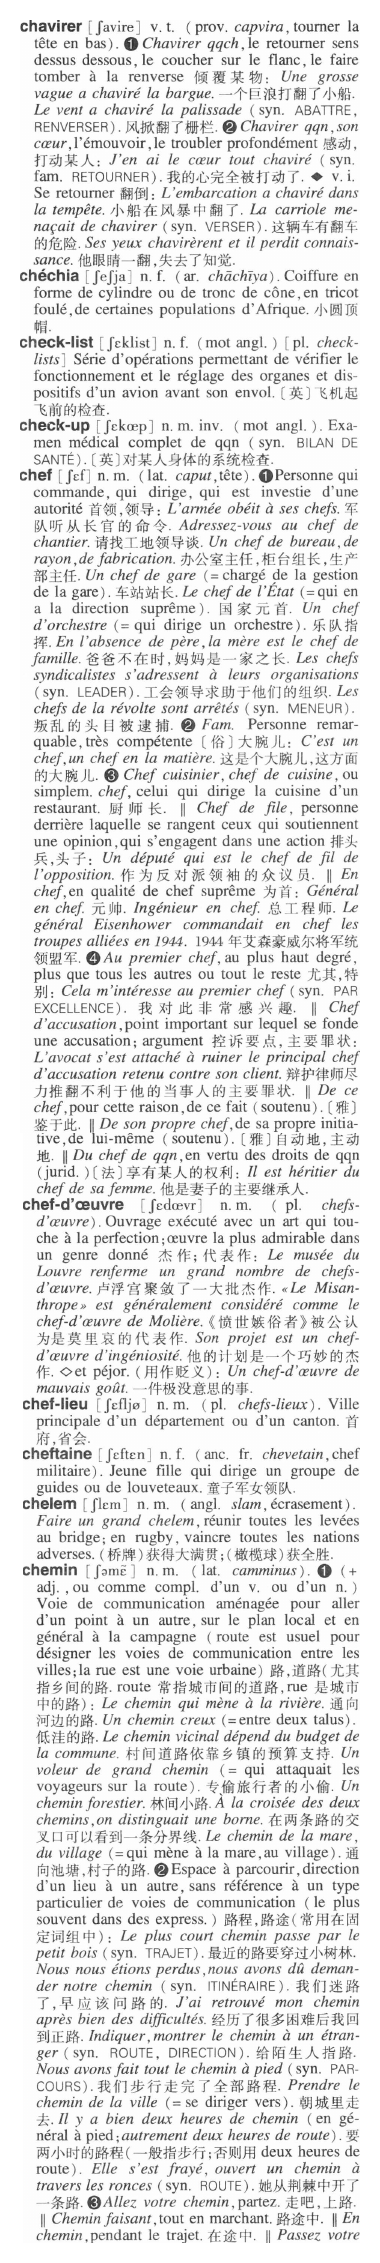 chavirer [ʃavire] v. t. (prov. capvira, tourner la
tête en bas). ❶ Chavirer qqch, le retourner sens
dessus dessous, le coucher sur le flanc, le faire
tomber à la renverse 倾覆某物: Une grosse
vague a chaviré la barque. 一个巨浪打翻了小船.
Le vent a chaviré la palissade (syn. ABATTRE,
RENVERSER). 风掀翻了栅栏. ❷ Chavirer qqn, son
cœur, l'émouvoir, le troubler profondément 感动,
打动某人: J'en ai le cœur tout chaviré (syn.
fam. RETOURNER). 我的心完全被打动了. ◆ v. i.
Se retourner 翻倒: L'embarcation a chaviré dans
la tempête. 小船在风暴中翻了. La carriole me-
naçait de chavirer (syn. VERSER). 这辆车有翻车
的危险. Ses yeux chavirèrent et il perdit connais-
sance. 他眼睛一翻,失去了知觉.
chéchia [ʃeʃja] n. f. (ar. chāchīya). Coiffure en
forme de cylindre ou de tronc de cône, en tricot
foulé, de certaines populations d'Afrique. 小圆顶
帽.
check-list [ʃɛklist] n. f. (mot angl.) [pl. check-
lists] Série d'opérations permettant de vérifier le
fonctionnement et le réglage des organes et dis-
positifs d'un avion avant son envol. [英]飞机起
飞前的检查.
check-up [ʃɛkœp] n. m. inv. (mot angl.). Exa-
men médical complet de qqn (syn. BILAN DE
SANTÉ). [英]对某人身体的系统检查.
chef [ʃɛf] n. m. (lat. caput, tête). ❶ Personne qui
commande, qui dirige, qui est investie d'une
autorité 首领,领导: L'armée obéit à ses chefs. 军
队听从长官的命令. Adressez-vous au chef de
chantier. 请找工地领导谈. Un chef de bureau, de
rayon, de fabrication. 办公室主任,柜台组长,生产
部主任. Un chef de gare (= chargé de la gestion
de la gare). 车站站长. Le chef de l'État (= qui en
a la direction suprême). 国家元首. Un chef
d'orchestre (= qui dirige un orchestre). 乐队指
挥. En l'absence de père, la mère est le chef de
famille. 爸爸不在时,妈妈是一家之长. Les chefs
syndicalistes s'adressent à leurs organisations
(syn. LEADER). 工会领导求助于他们的组织. Les
chefs de la révolte sont arrêtés (syn. MENEUR).
叛乱的头目被逮捕. ❷ Fam. Personne remar-
quable, très compétente [俗]大腕儿: C'est un
chef, un chef en la matière. 这是个大腕儿,这方面
的大腕儿. ❸ Chef cuisinier, chef de cuisine, ou
simplem. chef, celui qui dirige la cuisine d'un
restaurant. 厨师长. ‖ Chef de file, personne
derrière laquelle se rangent ceux qui soutiennent
une opinion, qui s'engagent dans une action 排头
兵,头子: Un député qui est le chef de fil de
l'opposition. 作为反对派领袖的众议员. ‖ En
chef, en qualité de chef suprême 为首: Général
en chef. 元帅. Ingénieur en chef. 总工程师. Le
général Eisenhower commandait en chef les
troupes alliées en 1944. 1944 年艾森豪威尔将军统
领盟军. ❹ Au premier chef, au plus haut degré,
plus que tous les autres ou tout le reste 尤其,特
别: Cela m'intéresse au premier chef (syn. PAR
EXCELLENCE). 我对此非常感兴趣. ‖ Chef
d'accusation, point important sur lequel se fonde
une accusation; argument 控诉要点,主要罪状:
L'avocat s'est attaché à ruiner le principal chef
d'accusation retenu contre son client. 辩护律师尽
力推翻不利于他的当事人的主要罪状. ‖ De ce
chef, pour cette raison, de ce fait (soutenu). [雅]
鉴于此. ‖ De son propre chef, de sa propre initia-
tive, de lui-même (soutenu). [雅]自动地,主动
地. ‖ Du chef de qqn, en vertu des droits de qqn
(jurid.) [法]享有某人的权利: Il est héritier du
chef de sa femme. 他是妻子的主要继承人.
chef-d'œuvre [ʃɛdœvr] n. m. (pl. chefs-
d'œuvre). Ouvrage exécuté avec un art qui tou-
che à la perfection; œuvre la plus admirable dans
un genre donné 杰作; 代表作: Le musée du
Louvre renferme un grand nombre de chefs-
d'œuvre. 卢浮宫聚敛了一大批杰作. «Le Misan-
thrope» est généralement considéré comme le
chef-d'œuvre de Molière. 《愤世嫉俗者》被公认
为是莫里哀的代表作. Son projet est un chef-
d'œuvre d'ingéniosité. 他的计划是一个巧妙的杰
作. ◇et péjor. (用作贬义): Un chef-d'œuvre de
mauvais goût. 一件极没意思的事.
chef-lieu [ʃɛfljø] n. m. (pl. chefs-lieux). Ville
principale d'un département ou d'un canton. 首
府,省会.
cheftaine [ʃɛftɛn] n. f. (anc. fr. chevetain, chef
militaire). Jeune fille qui dirige un groupe de
guides ou de louveteaux. 童子军女领队.
chelem [ʃlɛm] n. m. (angl. slam, écrasement).
Faire un grand chelem, réunir toutes les levées
au bridge; en rugby, vaincre toutes les nations
adverses. (桥牌)获得大满贯; (橄榄球)获全胜.
chemin [ʃəmɛ̃] n. m. (lat. camminus). ❶ (+
adj. , ou comme compl. d'un v. ou d'un n.)
Voie de communication aménagée pour aller
d'un point à un autre, sur le plan local et en
général à la campagne (route est usuel pour
désigner les voies de communication entre les
villes; la rue est une voie urbaine) 路,道路(尤其
指乡间的路. route 常指城市间的道路, rue 是城市
中的路): Le chemin qui mène à la rivière. 通向
河边的路. Un chemin creux (= entre deux talus).
低洼的路. Le chemin vicinal dépend du budget de
la commune. 村间道路依靠乡镇的预算支持. Un
voleur de grand chemin (= qui attaquait les
voyageurs sur la route). 专偷旅行者的小偷. Un
chemin forestier. 林间小路. À la croisée des deux
chemins, on distinguait une borne. 在两条路的交
叉口可以看到一条分界线. Le chemin de la mare,
du village (= qui mène à la mare, au village). 通
向池塘,村子的路. ❷ Espace à parcourir, direction
d'un lieu à un autre, sans référence à un type
particulier de voies de communication (le plus
souvent dans des express.) 路程,路途(常用在固
定词组中): Le plus court chemin passe par le
petit bois (syn. TRAJET). 最近的路要穿过小树林.
Nous nous étions perdus, nous avons dû deman-
der notre chemin (syn. ITINÉRAIRE). 我们迷路
了,早应该问路的. J'ai retrouvé mon chemin
après bien des difficultés. 经历了很多困难后我回
到正路. Indiquer, montrer le chemin à un étran-
ger (syn. ROUTE, DIRECTION). 给陌生人指路.
Nous avons fait tout le chemin à pied (syn. PAR-
COURS). 我们步行走完了全部路程. Prendre le
chemin de la ville (= se diriger vers). 朝城里走
去. Il y a bien deux heures de chemin (en gé-
néral à pied; autrement deux heures de route). 要
两小时的路程(一般指步行;否则用 deux heures de
route). Elle s'est frayé, ouvert un chemin à
travers les ronces (syn. ROUTE). 她从荆棘中开了
一条路. ❸ Allez votre chemin, partez. 走吧,上路.
‖ Chemin faisant, tout en marchant. 路途中. ‖ En
chemin, pendant le trajet. 在途中. ‖ Passez votre